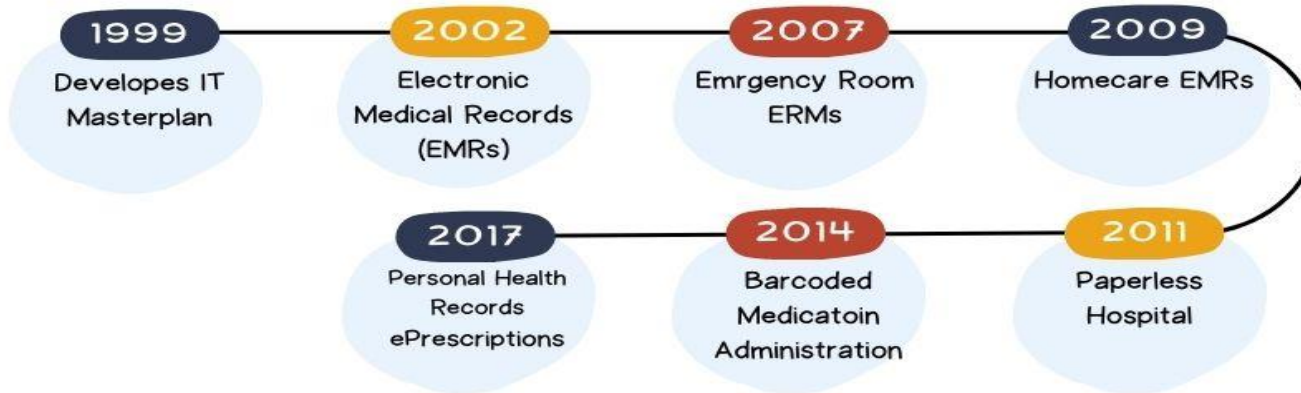 1999
Developes IT
Masterplan
2002
Electronic
Medical Records
(EMRs)
2007
Emrgency Room
ERMs
2009
Homecare EMRs
2011
Paperless
Hospital
2014
Barcoded
Medicatoin
Administration
2017
Personal Health
Records
ePrescriptions